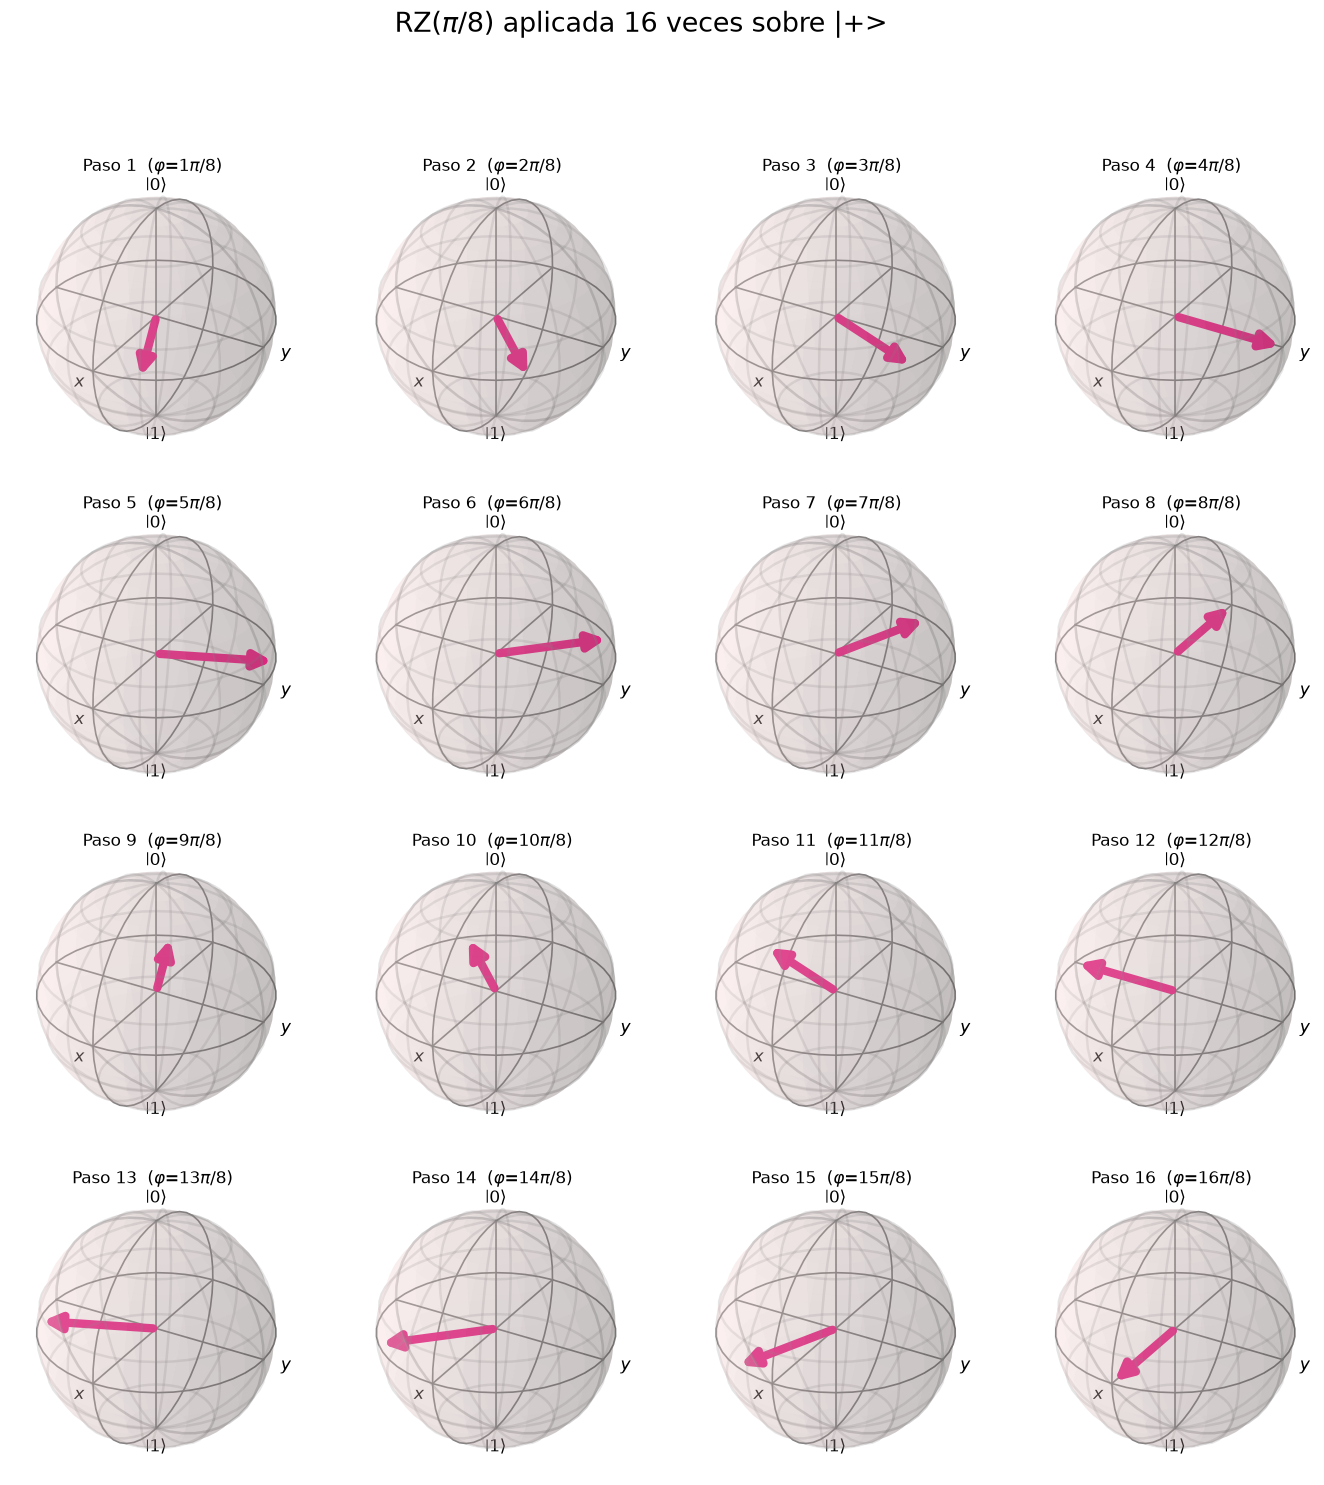 RZ(π/8) aplicada 16 veces sobre |+>
Paso 1 (φ=1π/8)
|0⟩
x
y
|1⟩
Paso 2 (φ=2π/8)
|0⟩
x
y
|1⟩
Paso 3 (φ=3π/8)
|0⟩
x
y
|1⟩
Paso 4 (φ=4π/8)
|0⟩
x
y
|1⟩
Paso 5 (φ=5π/8)
|0⟩
x
y
|1⟩
Paso 6 (φ=6π/8)
|0⟩
x
y
|1⟩
Paso 7 (φ=7π/8)
|0⟩
x
y
|1⟩
Paso 8 (φ=8π/8)
|0⟩
x
y
|1⟩
Paso 9 (φ=9π/8)
|0⟩
x
y
|1⟩
Paso 10 (φ=10π/8)
|0⟩
x
y
|1⟩
Paso 11 (φ=11π/8)
|0⟩
x
y
|1⟩
Paso 12 (φ=12π/8)
|0⟩
x
y
|1⟩
Paso 13 (φ=13π/8)
|0⟩
x
y
|1⟩
Paso 14 (φ=14π/8)
|0⟩
x
y
|1⟩
Paso 15 (φ=15π/8)
|0⟩
x
y
|1⟩
Paso 16 (φ=16π/8)
|0⟩
x
y
|1⟩